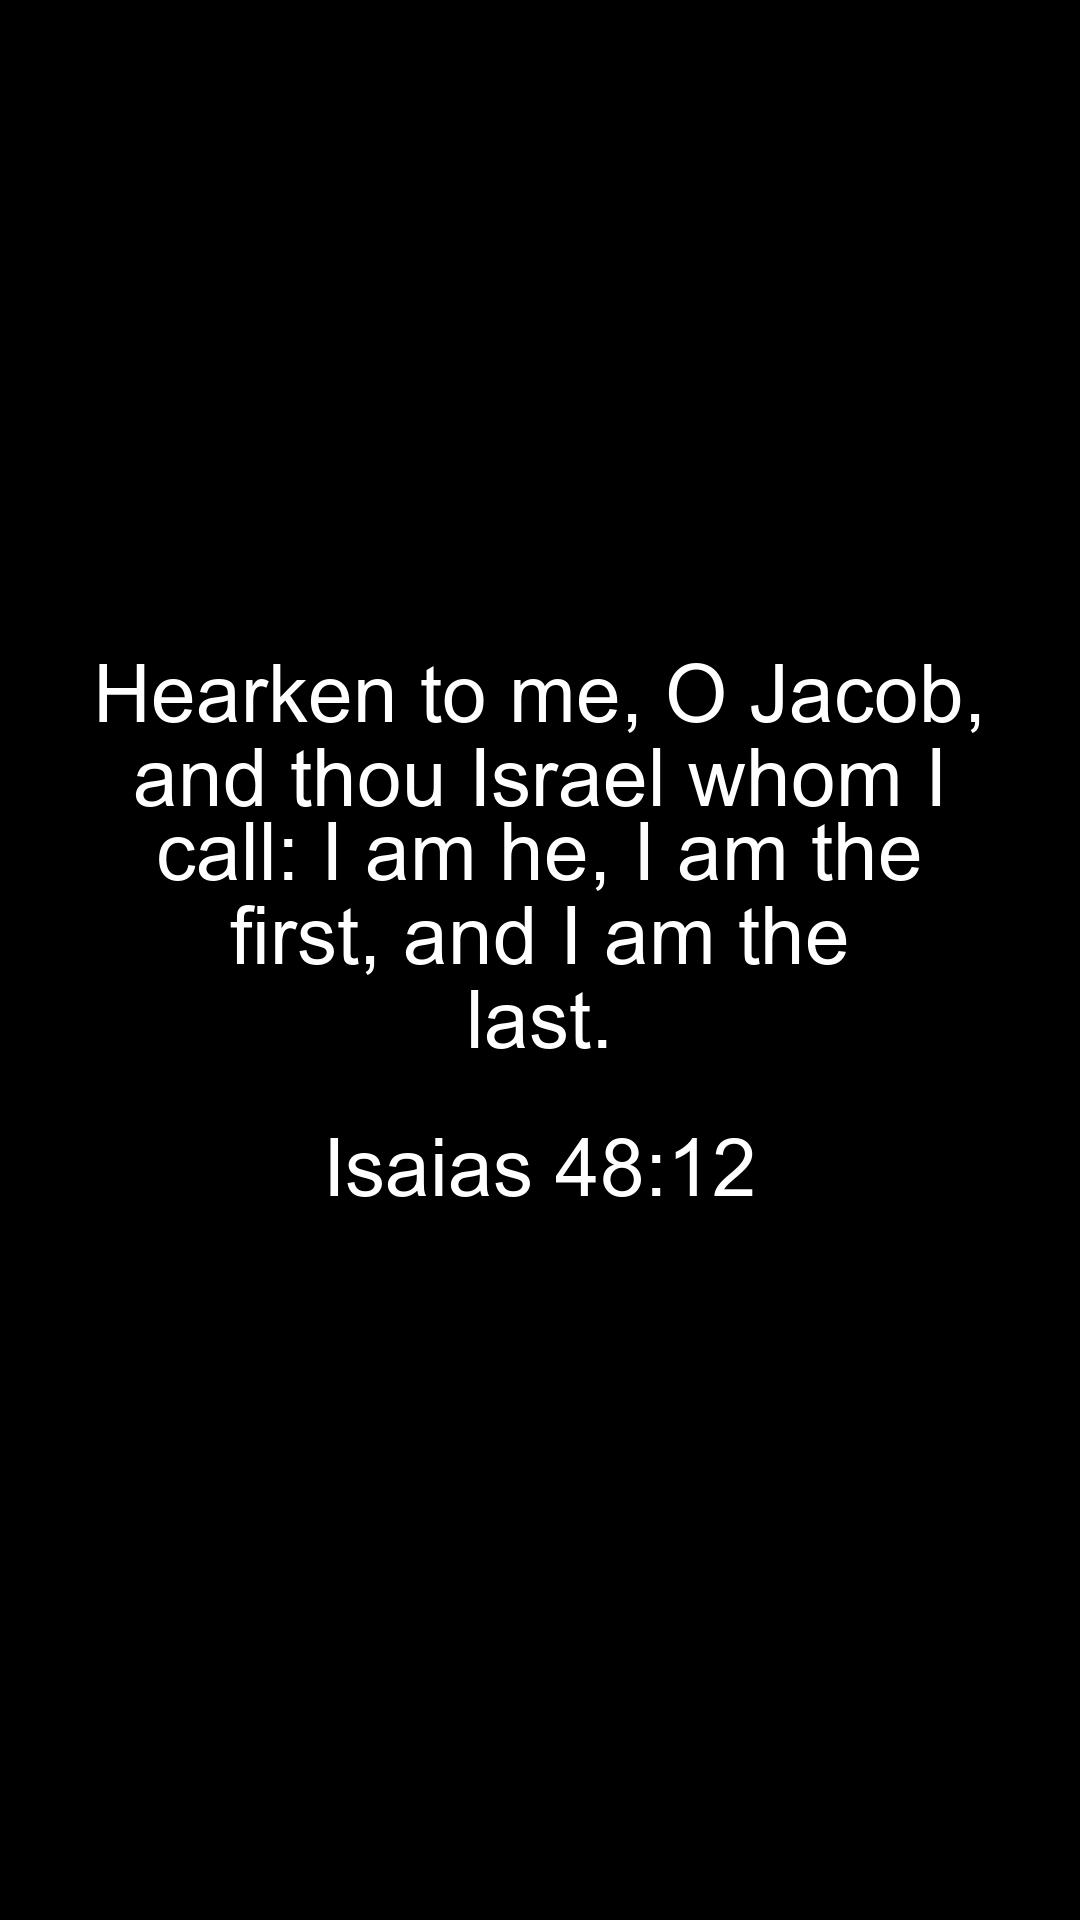 Hearken to me, O Jacob,
and thou Israel whom I
call: I am he, I am the
first, and I am the
last.
Isaias 48:12